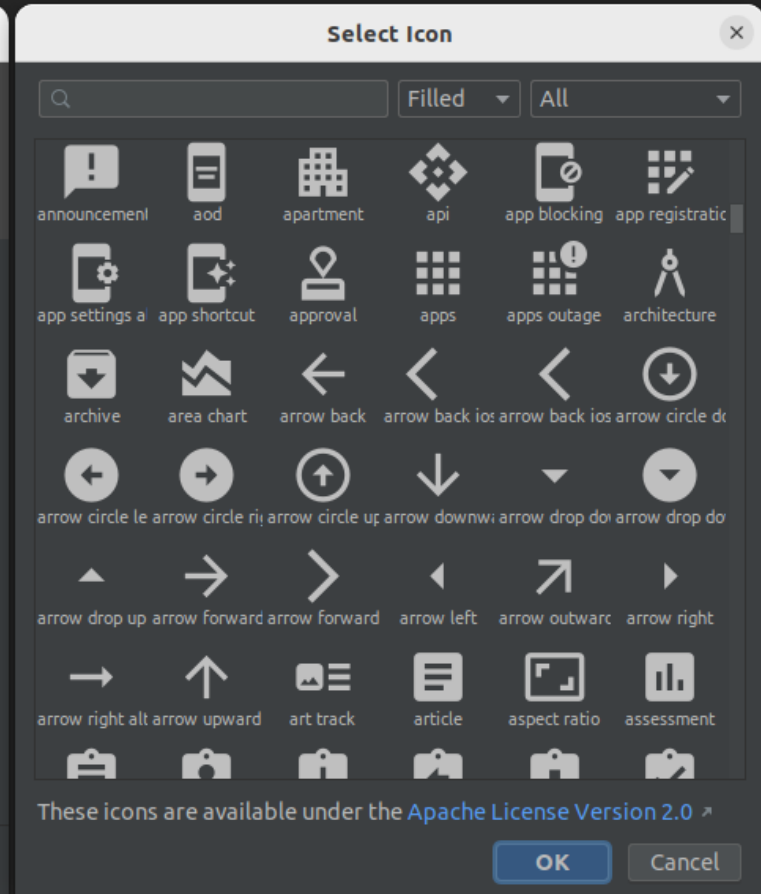 Select Icon
Filled All
announcement aod apartment api app blocking app registratic
app settings a app shortcut approval apps apps outage architecture
archive area chart arrow back arrow back ios arrow back ios arrow circle do
arrow circle le arrow circle ri arrow circle up arrow downwa arrow drop do arrow drop do
arrow drop up arrow forward arrow forward arrow left arrow outward arrow right
arrow right alt arrow upward art track article aspect ratio assessment
These icons are available under the Apache License Version 2.0
OK Cancel